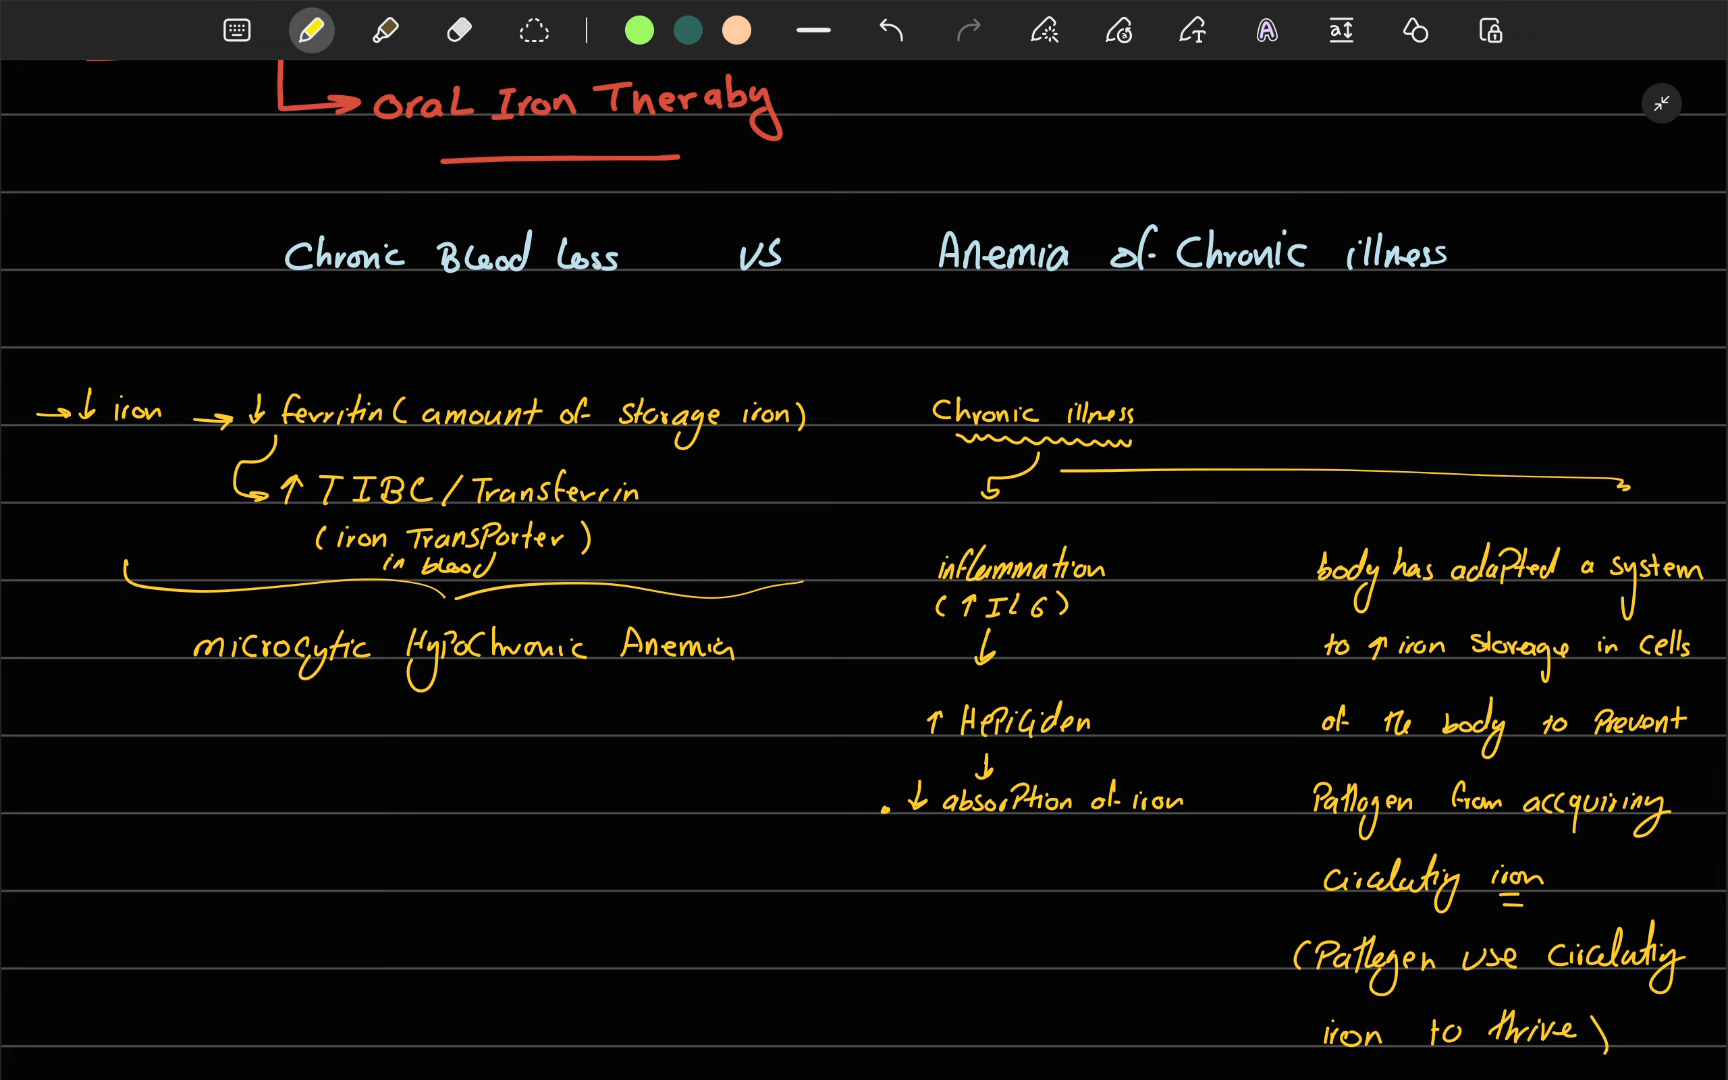 oral Iron Theraby
Chronic Blood loss vs Anemia of Chronic illness
→ ↓ iron → ↓ ferritin ( amount of storage iron)
↑ TIBC / Transferrin
( iron TransPorter )
in blood
microcytic HypoChromic Anemia
Chronic illness
inflammation
( ↑ IL 6 )
↓
↑ HePiciden
↓
. ↓ absorPtion of iron
body has adapted a system
to ↑ iron storage in cells
of the body to Prevent
Pathogen from accquiring
circulating iron
(Pathogen use circulating
iron to thrive)